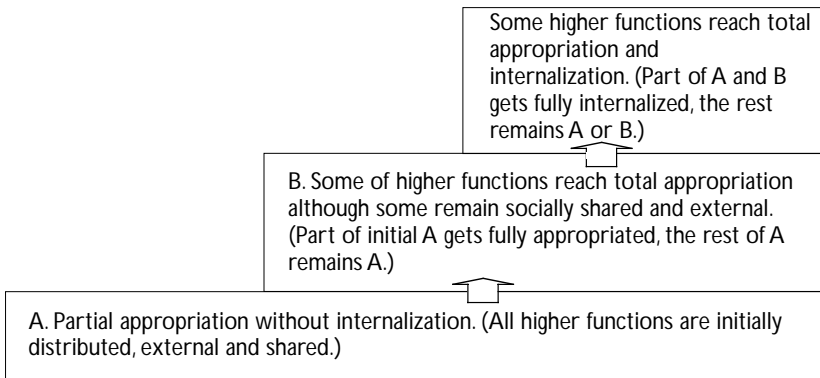 Some higher functions reach total
appropriation and
internalization. (Part of A and B
gets fully internalized, the rest
remains A or B.)
B. Some of higher functions reach total appropriation
although some remain socially shared and external.
(Part of initial A gets fully appropriated, the rest of A
remains A.)
A. Partial appropriation without internalization. (All higher functions are initially
distributed, external and shared.)